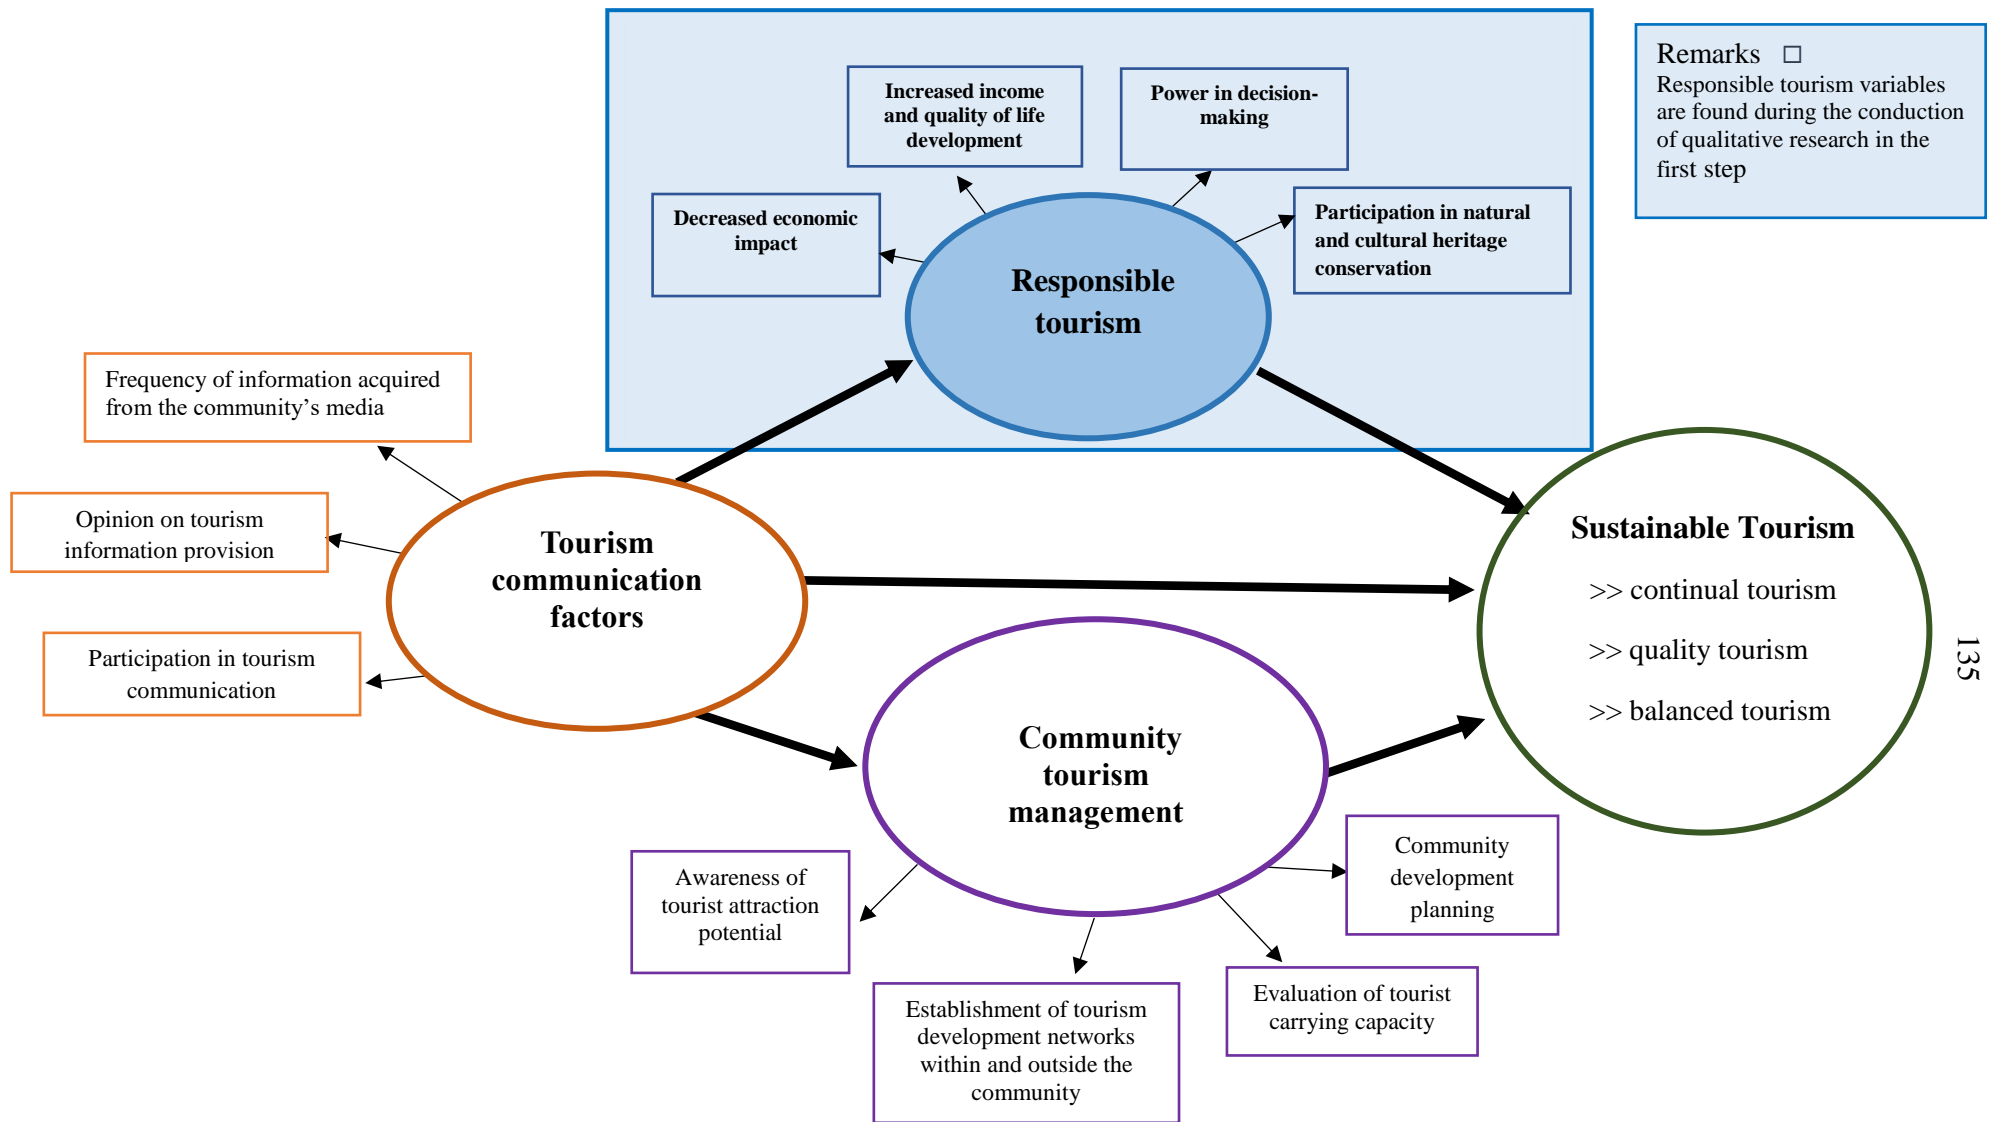 Remarks □
Responsible tourism variables
are found during the conduction
of qualitative research in the
first step
Increased income
and quality of life
development
Power in decision-
making
Decreased economic
impact
Participation in natural
and cultural heritage
conservation
Responsible
tourism
Frequency of information acquired
from the community’s media
Opinion on tourism
information provision
Participation in tourism
communication
Tourism
communication
factors
Sustainable Tourism
>> continual tourism
>> quality tourism
>> balanced tourism
135
Community
tourism
management
Awareness of
tourist attraction
potential
Establishment of tourism
development networks
within and outside the
community
Evaluation of tourist
carrying capacity
Community
development
planning